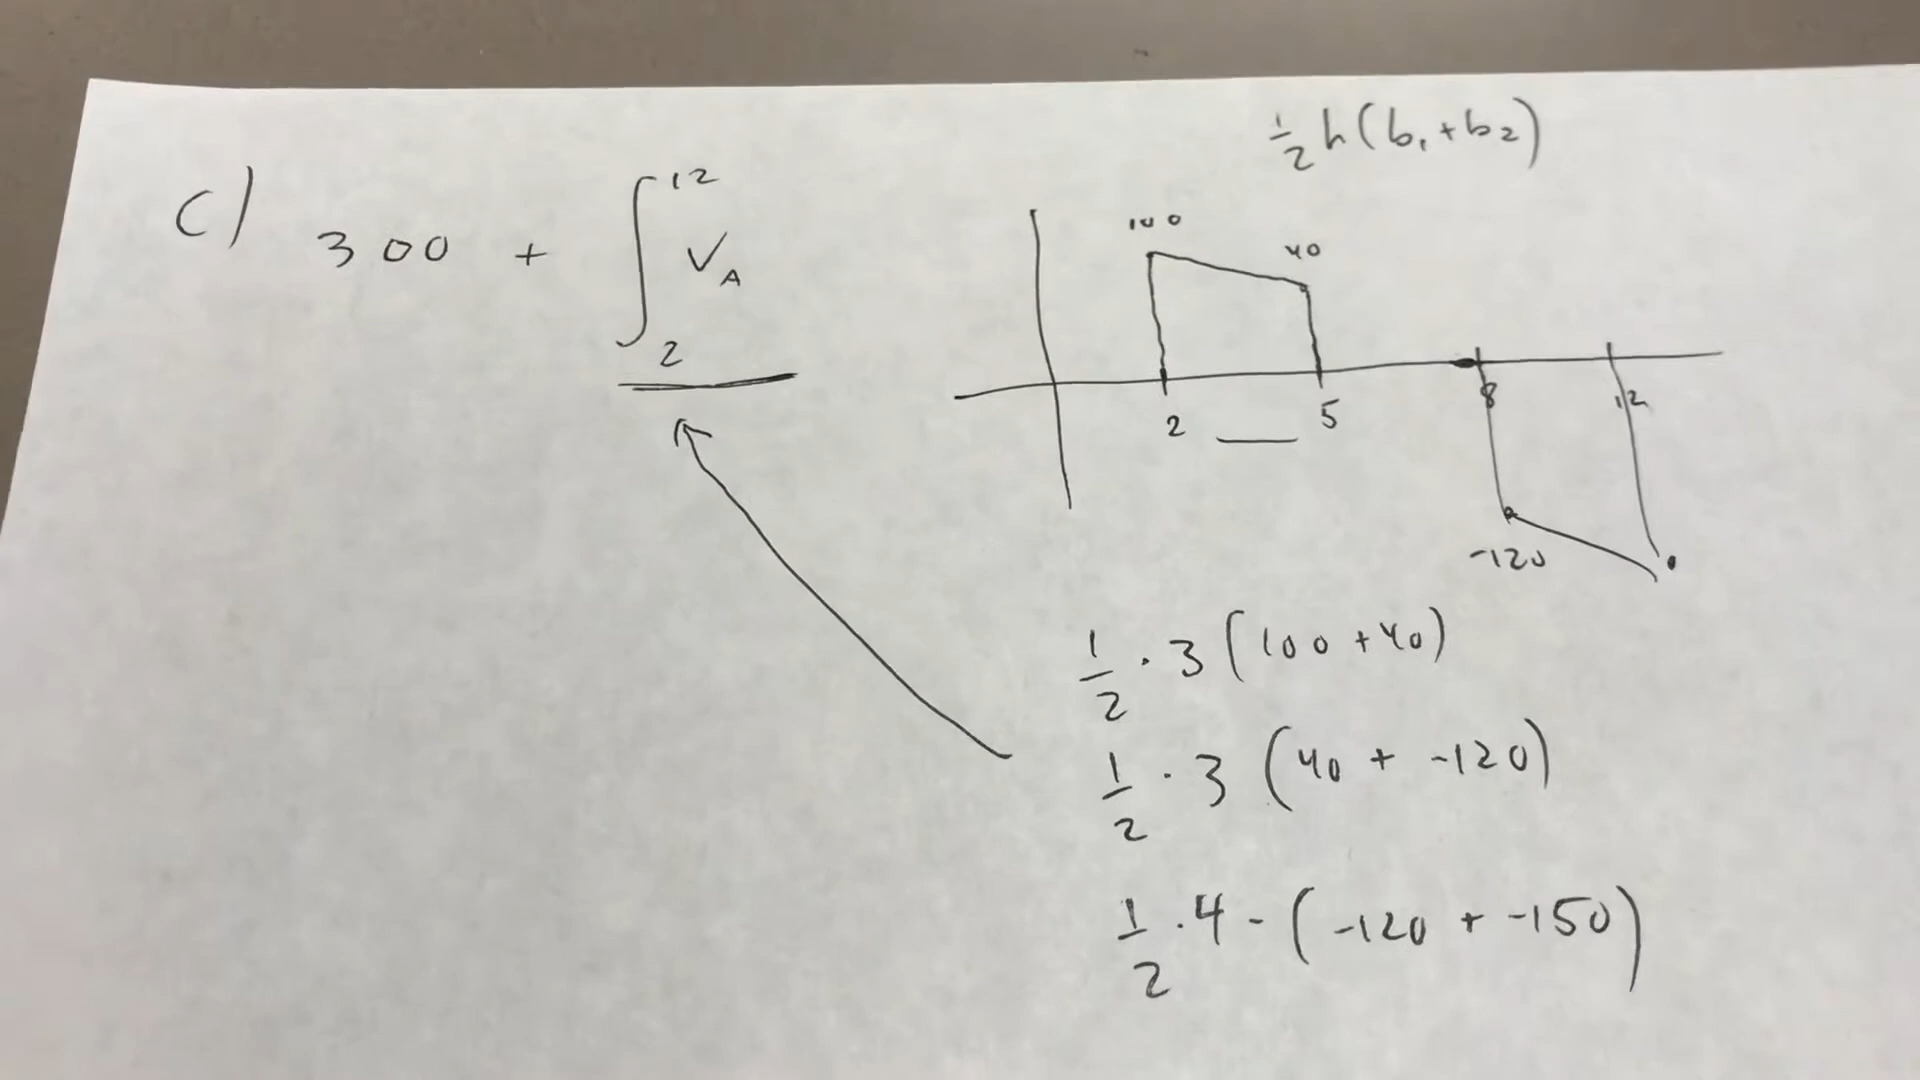 ½ h(b₁+b₂)
c) 300 + ∫₂¹² V_A
100
40
2
5
8
12
-120
½ · 3 (100 + 40)
½ · 3 (40 + -120)
½ · 4 - (-120 + -150)